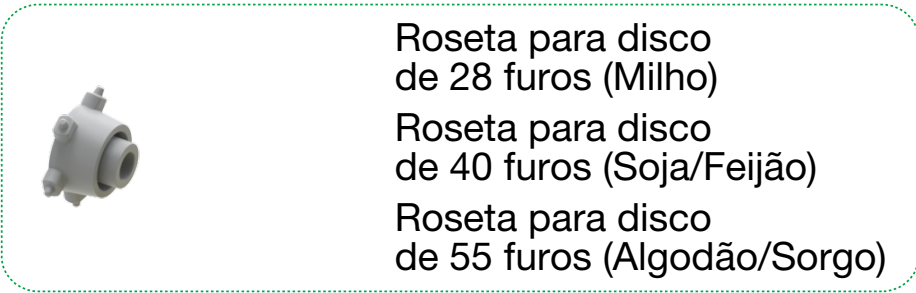 Roseta para disco
de 28 furos (Milho)
Roseta para disco
de 40 furos (Soja/Feijão)
Roseta para disco
de 55 furos (Algodão/Sorgo)